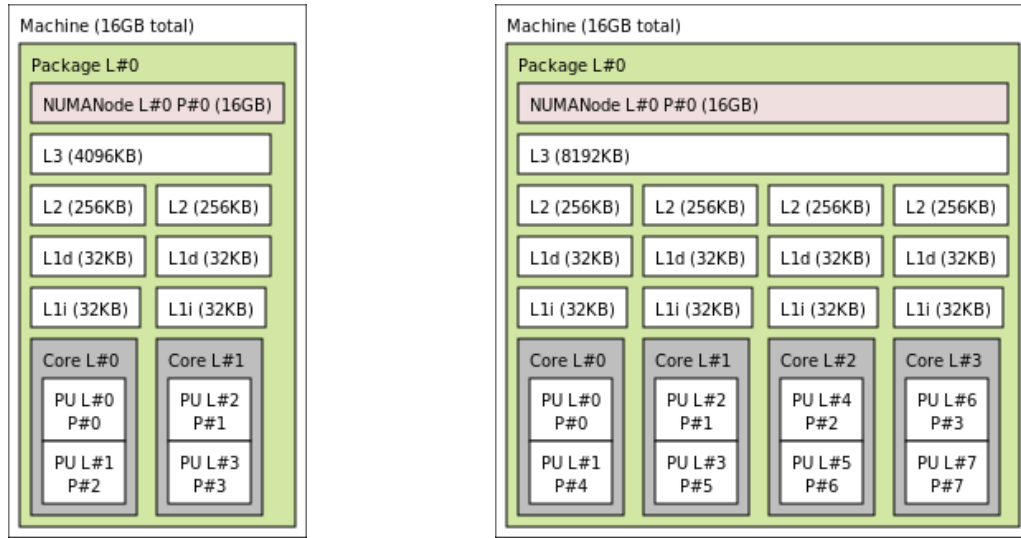 Machine (16GB total)
Package L#0
NUMANode L#0 P#0 (16GB)
L3 (4096KB)
L2 (256KB) L2 (256KB)
L1d (32KB) L1d (32KB)
L1i (32KB) L1i (32KB)
Core L#0 Core L#1
PU L#0 PU L#2
P#0 P#1
PU L#1 PU L#3
P#2 P#3
Machine (16GB total)
Package L#0
NUMANode L#0 P#0 (16GB)
L3 (8192KB)
L2 (256KB) L2 (256KB) L2 (256KB) L2 (256KB)
L1d (32KB) L1d (32KB) L1d (32KB) L1d (32KB)
L1i (32KB) L1i (32KB) L1i (32KB) L1i (32KB)
Core L#0 Core L#1 Core L#2 Core L#3
PU L#0 PU L#2 PU L#4 PU L#6
P#0 P#1 P#2 P#3
PU L#1 PU L#3 PU L#5 PU L#7
P#4 P#5 P#6 P#7